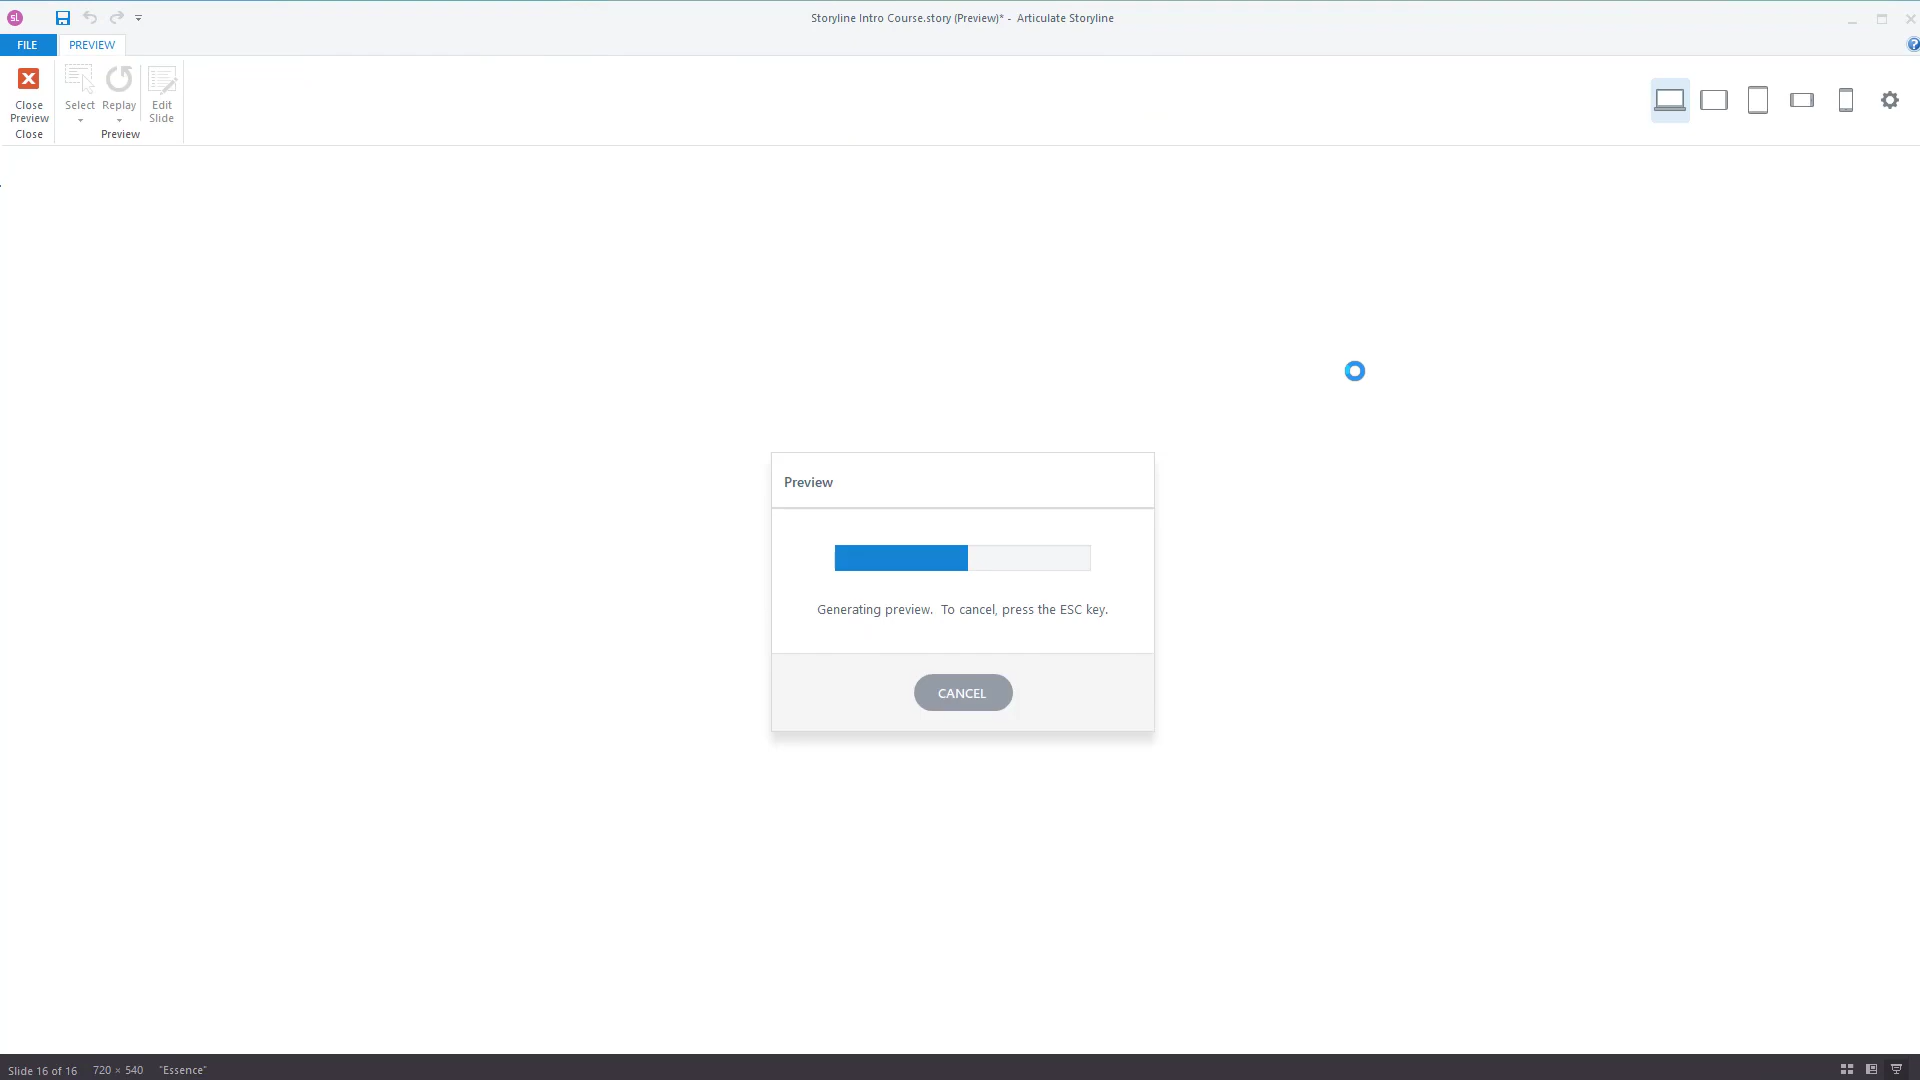 sl
Storyline Intro Course.story (Preview)* - Articulate Storyline
FILE
PREVIEW
?
Close Preview
Select
Replay
Edit Slide
Close
Preview
Preview
Generating preview. To cancel, press the ESC key.
CANCEL
Slide 16 of 16
720 × 540
"Essence"